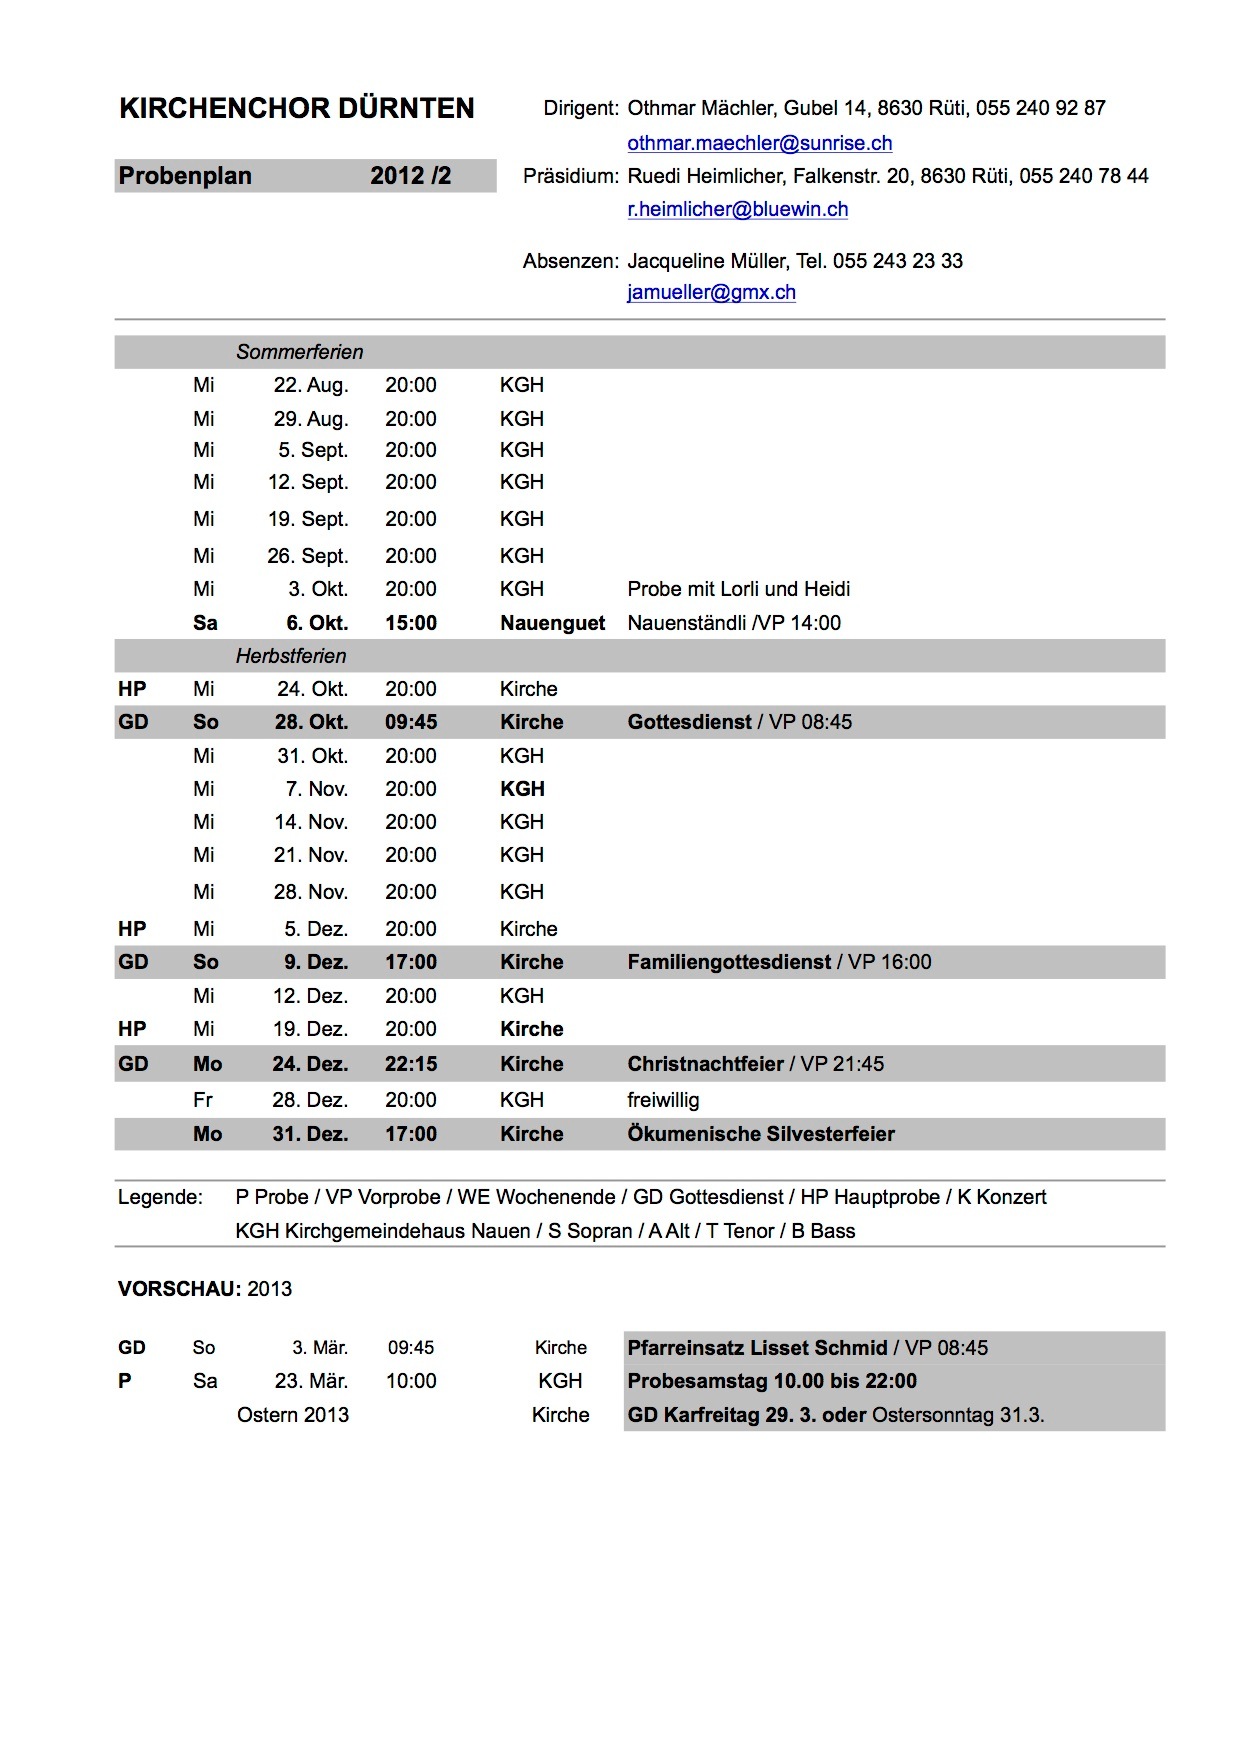 KIRCHENCHOR DÜRNTEN Dirigent: Othmar Mächler, Gubel 14, 8630 Rüti, 055 240 92 87
othmar.maechler@sunrise.ch
Probenplan 2012 /2 Präsidium: Ruedi Heimlicher, Falkenstr. 20, 8630 Rüti, 055 240 78 44
r.heimlicher@bluewin.ch
Absenzen: Jacqueline Müller, Tel. 055 243 23 33
jamueller@gmx.ch
Sommerferien
Mi 22. Aug. 20:00 KGH
Mi 29. Aug. 20:00 KGH
Mi 5. Sept. 20:00 KGH
Mi 12. Sept. 20:00 KGH
Mi 19. Sept. 20:00 KGH
Mi 26. Sept. 20:00 KGH
Mi 3. Okt. 20:00 KGH Probe mit Lorli und Heidi
Sa 6. Okt. 15:00 Nauenguet Nauenständli /VP 14:00
Herbstferien
HP Mi 24. Okt. 20:00 Kirche
GD So 28. Okt. 09:45 Kirche Gottesdienst / VP 08:45
Mi 31. Okt. 20:00 KGH
Mi 7. Nov. 20:00 KGH
Mi 14. Nov. 20:00 KGH
Mi 21. Nov. 20:00 KGH
Mi 28. Nov. 20:00 KGH
HP Mi 5. Dez. 20:00 Kirche
GD So 9. Dez. 17:00 Kirche Familiengottesdienst / VP 16:00
Mi 12. Dez. 20:00 KGH
HP Mi 19. Dez. 20:00 Kirche
GD Mo 24. Dez. 22:15 Kirche Christnachtfeier / VP 21:45
Fr 28. Dez. 20:00 KGH freiwillig
Mo 31. Dez. 17:00 Kirche Ökumenische Silvesterfeier
Legende: P Probe / VP Vorprobe / WE Wochenende / GD Gottesdienst / HP Hauptprobe / K Konzert
KGH Kirchgemeindehaus Nauen / S Sopran / A Alt / T Tenor / B Bass
VORSCHAU: 2013
GD So 3. Mär. 09:45 Kirche Pfarreinsatz Lisset Schmid / VP 08:45
P Sa 23. Mär. 10:00 KGH Probesamstag 10.00 bis 22:00
Ostern 2013 Kirche GD Karfreitag 29. 3. oder Ostersonntag 31.3.